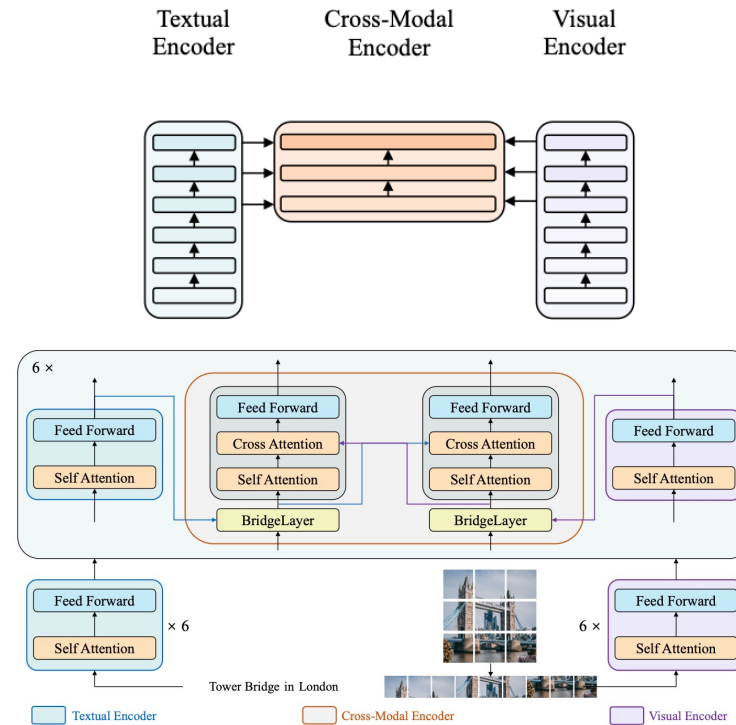 Textual
Encoder
Cross-Modal
Encoder
Visual
Encoder
6 ×
Feed Forward
Self Attention
Feed Forward
Cross Attention
Self Attention
BridgeLayer
Feed Forward
Cross Attention
Self Attention
BridgeLayer
Feed Forward
Self Attention
Feed Forward
Self Attention
× 6
6 ×
Feed Forward
Self Attention
Tower Bridge in London
Textual Encoder
Cross-Modal Encoder
Visual Encoder